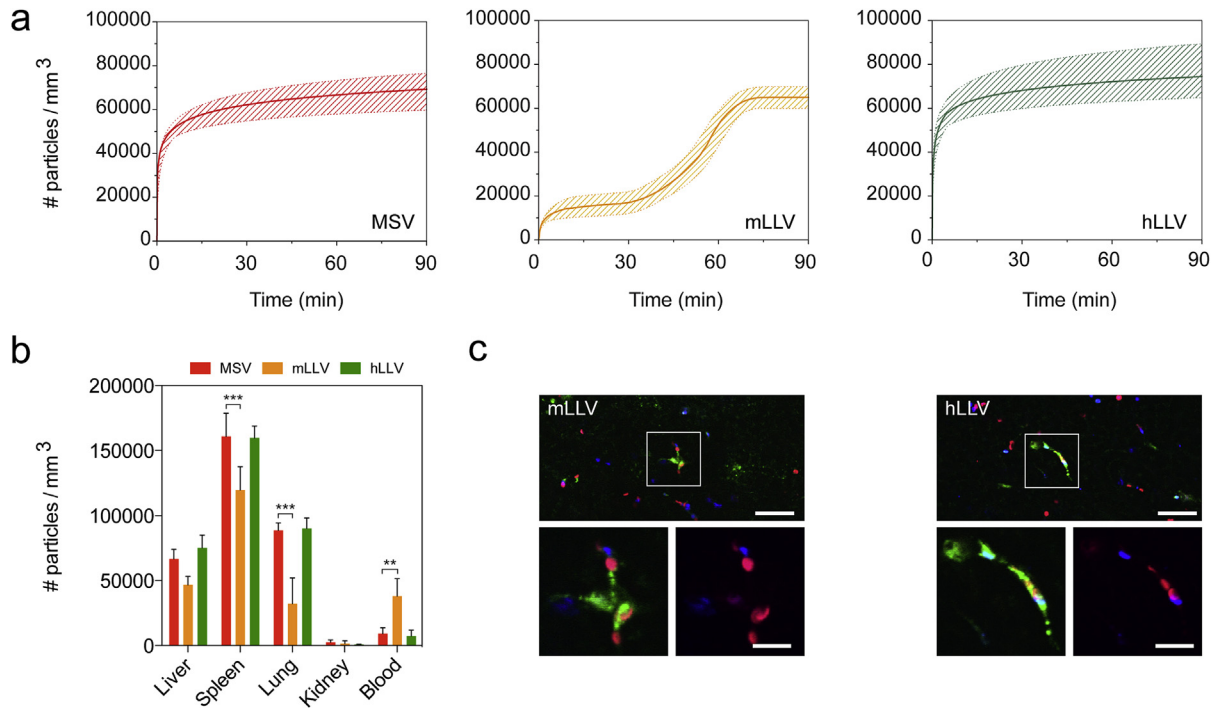 a
# particles / mm3
100000
80000
60000
40000
20000
0
0 30 60 90
Time (min)
MSV
100000
80000
60000
40000
20000
0
0 30 60 90
Time (min)
mLLV
100000
80000
60000
40000
20000
0
0 30 60 90
Time (min)
hLLV
b
MSV mLLV hLLV
# particles / mm3
200000
150000
100000
50000
0
***
***
**
Liver Spleen Lung Kidney Blood
c
mLLV
hLLV